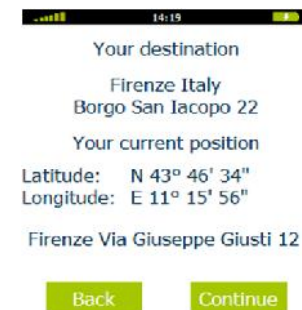 14:19
Your destination
Firenze Italy
Borgo San Iacopo 22
Your current position
Latitude: N 43° 46' 34"
Longitude: E 11° 15' 56"
Firenze Via Giuseppe Giusti 12
Back Continue